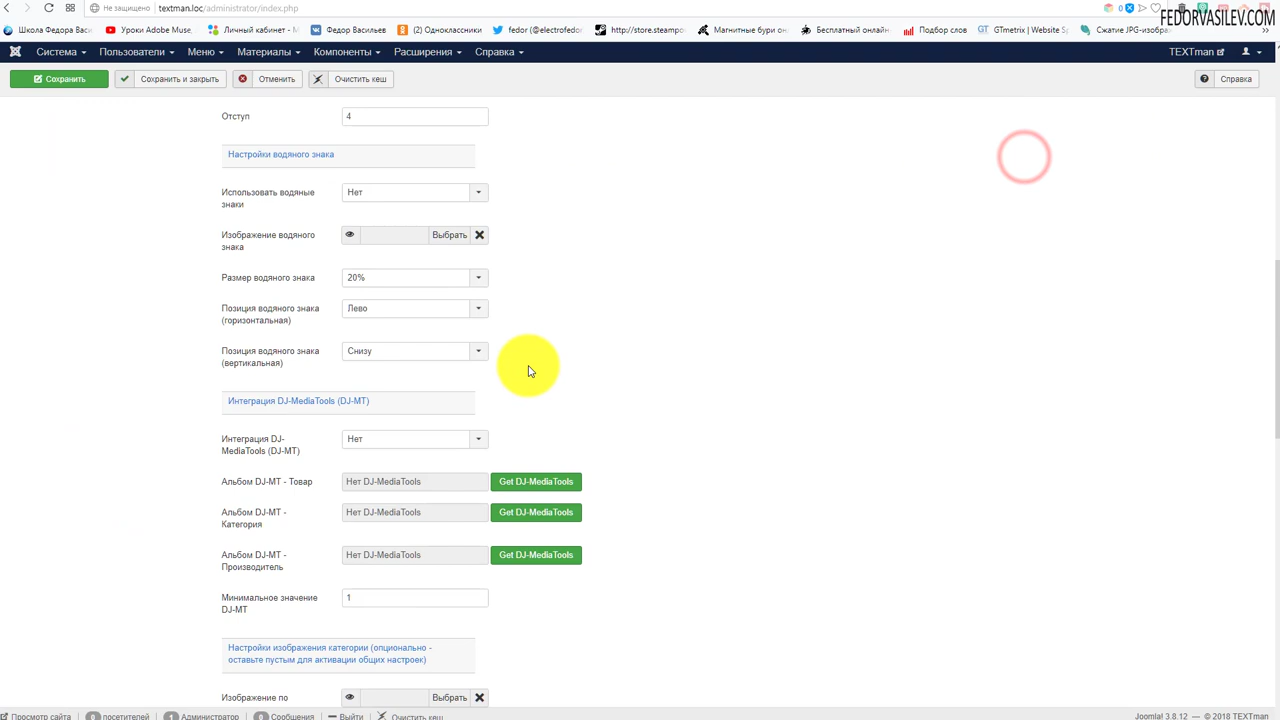 Не защищено textman.loc/administrator/index.php
FEDORVASILEV.COM
Школа Федора Васи Уроки Adobe Muse, Личный кабинет - М Федор Васильев (2) Одноклассники fedor (@electrofedor http://store.steampo Магнитные бури он Бесплатный онлайн Подбор слов GTmetrix | Website Sp Сжатие JPG-изобра
Система Пользователи Меню Материалы Компоненты Расширения Справка TEXTman
Сохранить Сохранить и закрыть Отменить Очистить кеш Справка
Отступ 4
Настройки водяного знака
Использовать водяные знаки Нет
Изображение водяного знака Выбрать
Размер водяного знака 20%
Позиция водяного знака (горизонтальная) Лево
Позиция водяного знака (вертикальная) Снизу
Интеграция DJ-MediaTools (DJ-MT)
Интеграция DJ-MediaTools (DJ-MT) Нет
Альбом DJ-MT - Товар Нет DJ-MediaTools Get DJ-MediaTools
Альбом DJ-MT - Категория Нет DJ-MediaTools Get DJ-MediaTools
Альбом DJ-MT - Производитель Нет DJ-MediaTools Get DJ-MediaTools
Минимальное значение DJ-MT 1
Настройки изображения категории (опционально -
оставьте пустым для активации общих настроек)
Изображение по Выбрать
Просмотр сайта 0 посетителей 1 Администратор 0 Сообщения Выйти Очистить кеш Joomla! 3.8.12 — © 2018 TEXTman